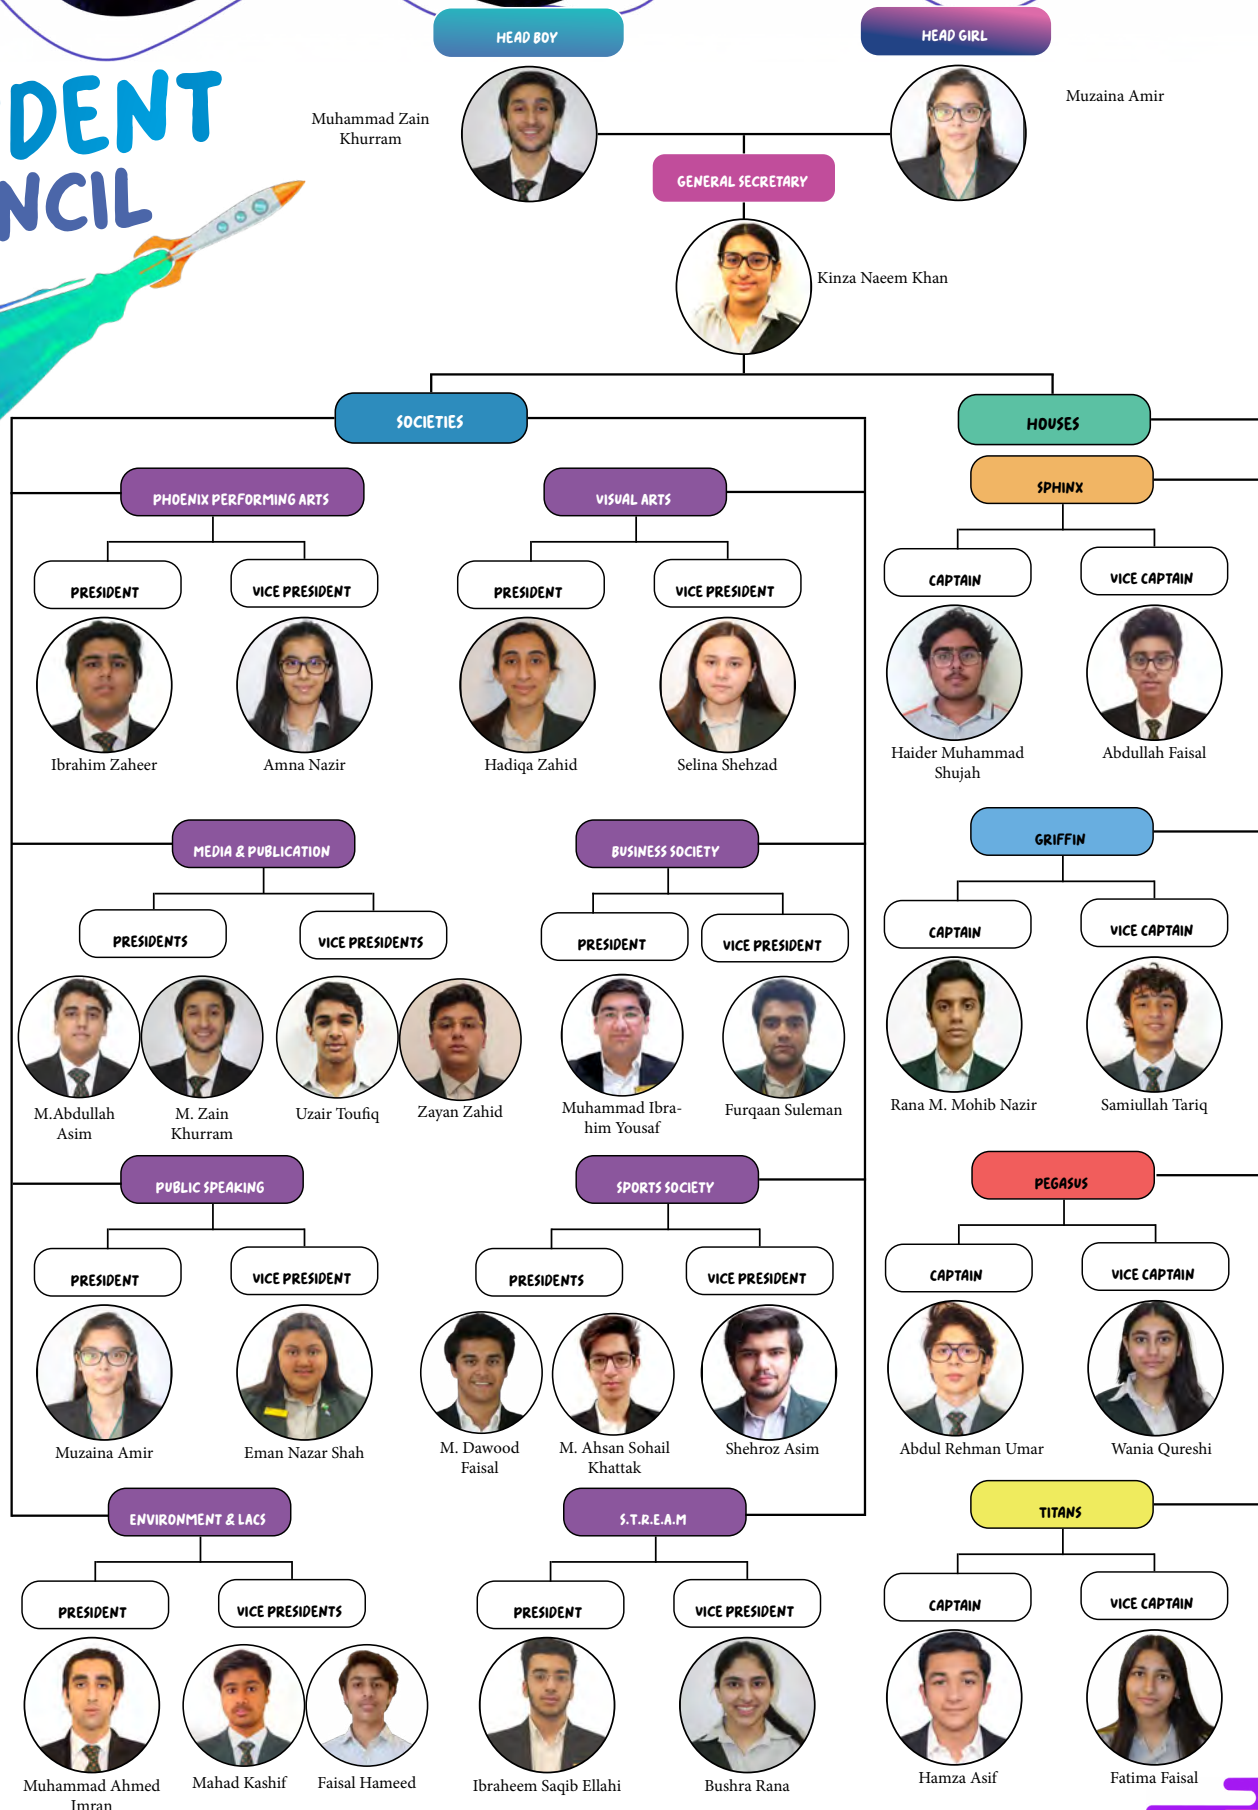 HEAD BOY
HEAD GIRL
Muhammad Zain
Khurram
Muzaina Amir
DENT
NCIL
GENERAL SECRETARY
Kinza Naeem Khan
SOCIETIES
HOUSES
PHOENIX PERFORMING ARTS
VISUAL ARTS
SPHINX
PRESIDENT
VICE PRESIDENT
PRESIDENT
VICE PRESIDENT
CAPTAIN
VICE CAPTAIN
Ibrahim Zaheer
Amna Nazir
Hadiqa Zahid
Selina Shehzad
Haider Muhammad
Shujah
Abdullah Faisal
MEDIA & PUBLICATION
BUSINESS SOCIETY
GRIFFIN
PRESIDENTS
VICE PRESIDENTS
PRESIDENT
VICE PRESIDENT
CAPTAIN
VICE CAPTAIN
M.Abdullah
Asim
M. Zain
Khurram
Uzair Toufiq
Zayan Zahid
Muhammad Ibra-
him Yousaf
Furqaan Suleman
Rana M. Mohib Nazir
Samiullah Tariq
PUBLIC SPEAKING
SPORTS SOCIETY
PEGASUS
PRESIDENT
VICE PRESIDENT
PRESIDENTS
VICE PRESIDENT
CAPTAIN
VICE CAPTAIN
Muzaina Amir
Eman Nazar Shah
M. Dawood
Faisal
M. Ahsan Sohail
Khattak
Shehroz Asim
Abdul Rehman Umar
Wania Qureshi
ENVIRONMENT & LACS
S.T.R.E.A.M
TITANS
PRESIDENT
VICE PRESIDENTS
PRESIDENT
VICE PRESIDENT
CAPTAIN
VICE CAPTAIN
Muhammad Ahmed
Imran
Mahad Kashif
Faisal Hameed
Ibraheem Saqib Ellahi
Bushra Rana
Hamza Asif
Fatima Faisal